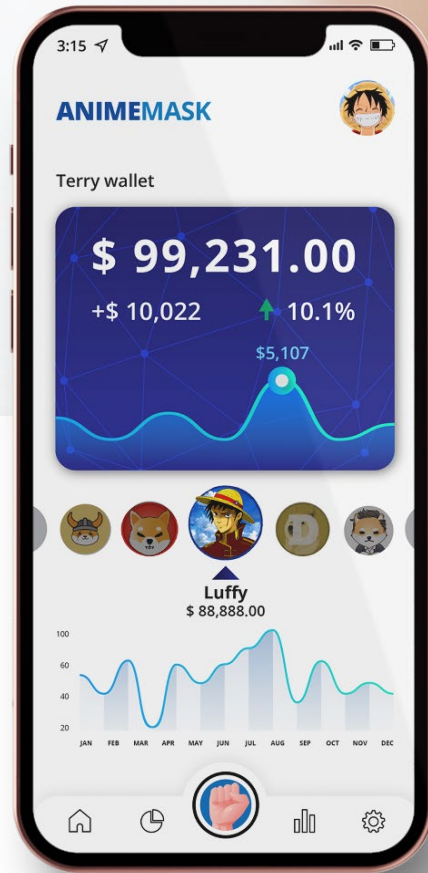 3:15
ANIMEMASK
Terry wallet
$ 99,231.00
+$ 10,022 10.1%
$5,107
Luffy
$ 88,888.00
100
60
40
20
JAN FEB MAR APR MAY JUN JUL AUG SEP OCT NOV DEC